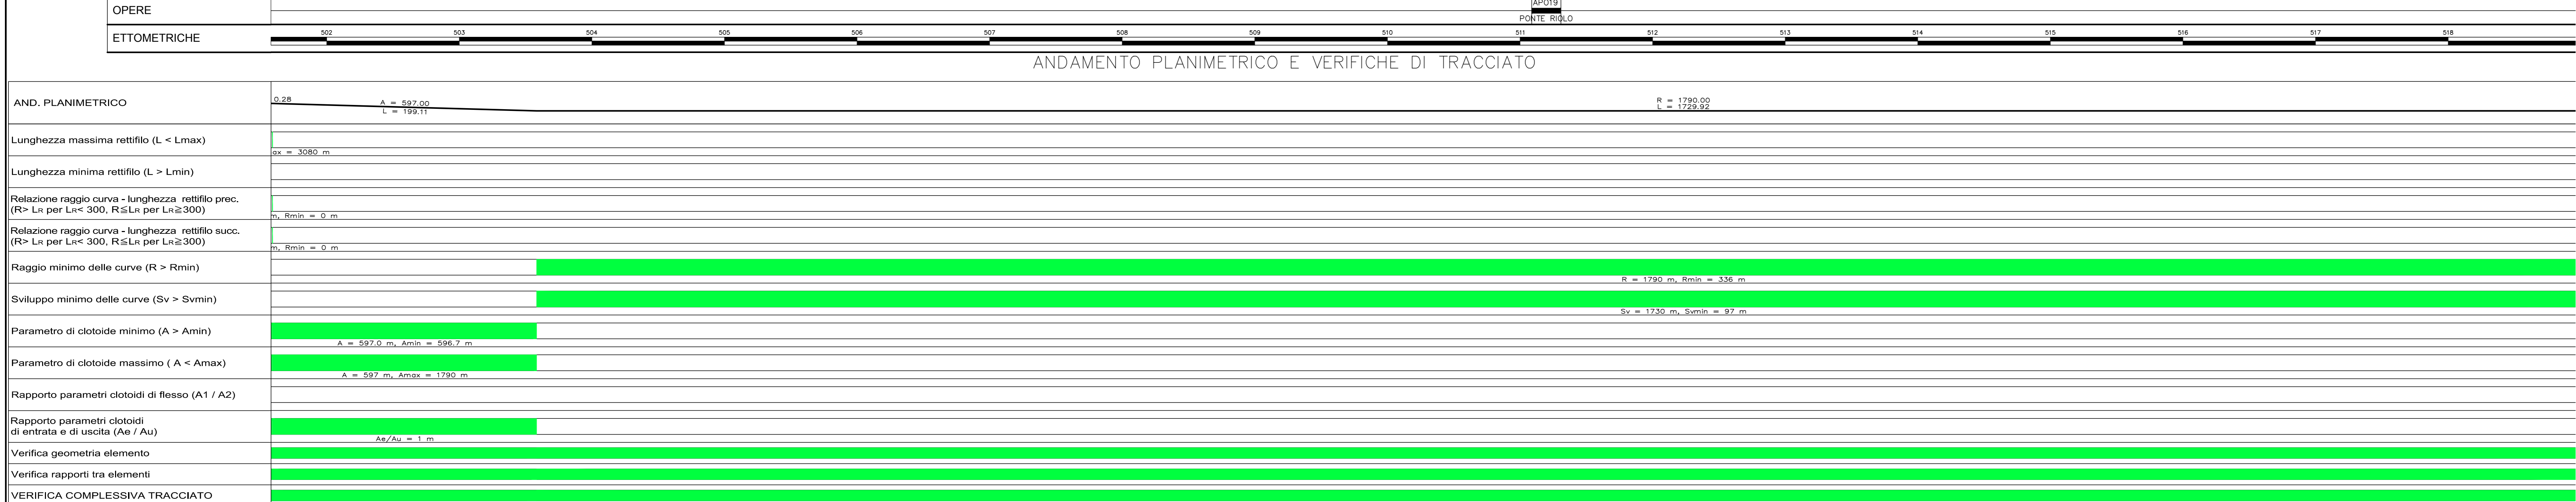 OPERE
AP019
PONTE RIOLO
ETTOMETRICHE
502 503 504 505 506 507 508 509 510 511 512 513 514 515 516 517 518
ANDAMENTO PLANIMETRICO E VERIFICHE DI TRACCIATO
AND. PLANIMETRICO
0.28
A = 597.00
L = 199.11
R = 1790.00
L = 1729.92
Lunghezza massima rettifilo (L < Lmax)
ax = 3080 m
Lunghezza minima rettifilo (L > Lmin)
Relazione raggio curva - lunghezza rettifilo prec.
(R> LR per LR< 300, R≦LR per LR≧300)
m, Rmin = 0 m
Relazione raggio curva - lunghezza rettifilo succ.
(R> LR per LR< 300, R≦LR per LR≧300)
m, Rmin = 0 m
Raggio minimo delle curve (R > Rmin)
R = 1790 m, Rmin = 336 m
Sviluppo minimo delle curve (Sv > Svmin)
Sv = 1730 m, Svmin = 97 m
Parametro di clotoide minimo (A > Amin)
A = 597.0 m, Amin = 596.7 m
Parametro di clotoide massimo ( A < Amax)
A = 597 m, Amax = 1790 m
Rapporto parametri clotoidi di flesso (A1 / A2)
Rapporto parametri clotoidi
di entrata e di uscita (Ae / Au)
Ae/Au = 1 m
Verifica geometria elemento
Verifica rapporti tra elementi
VERIFICA COMPLESSIVA TRACCIATO